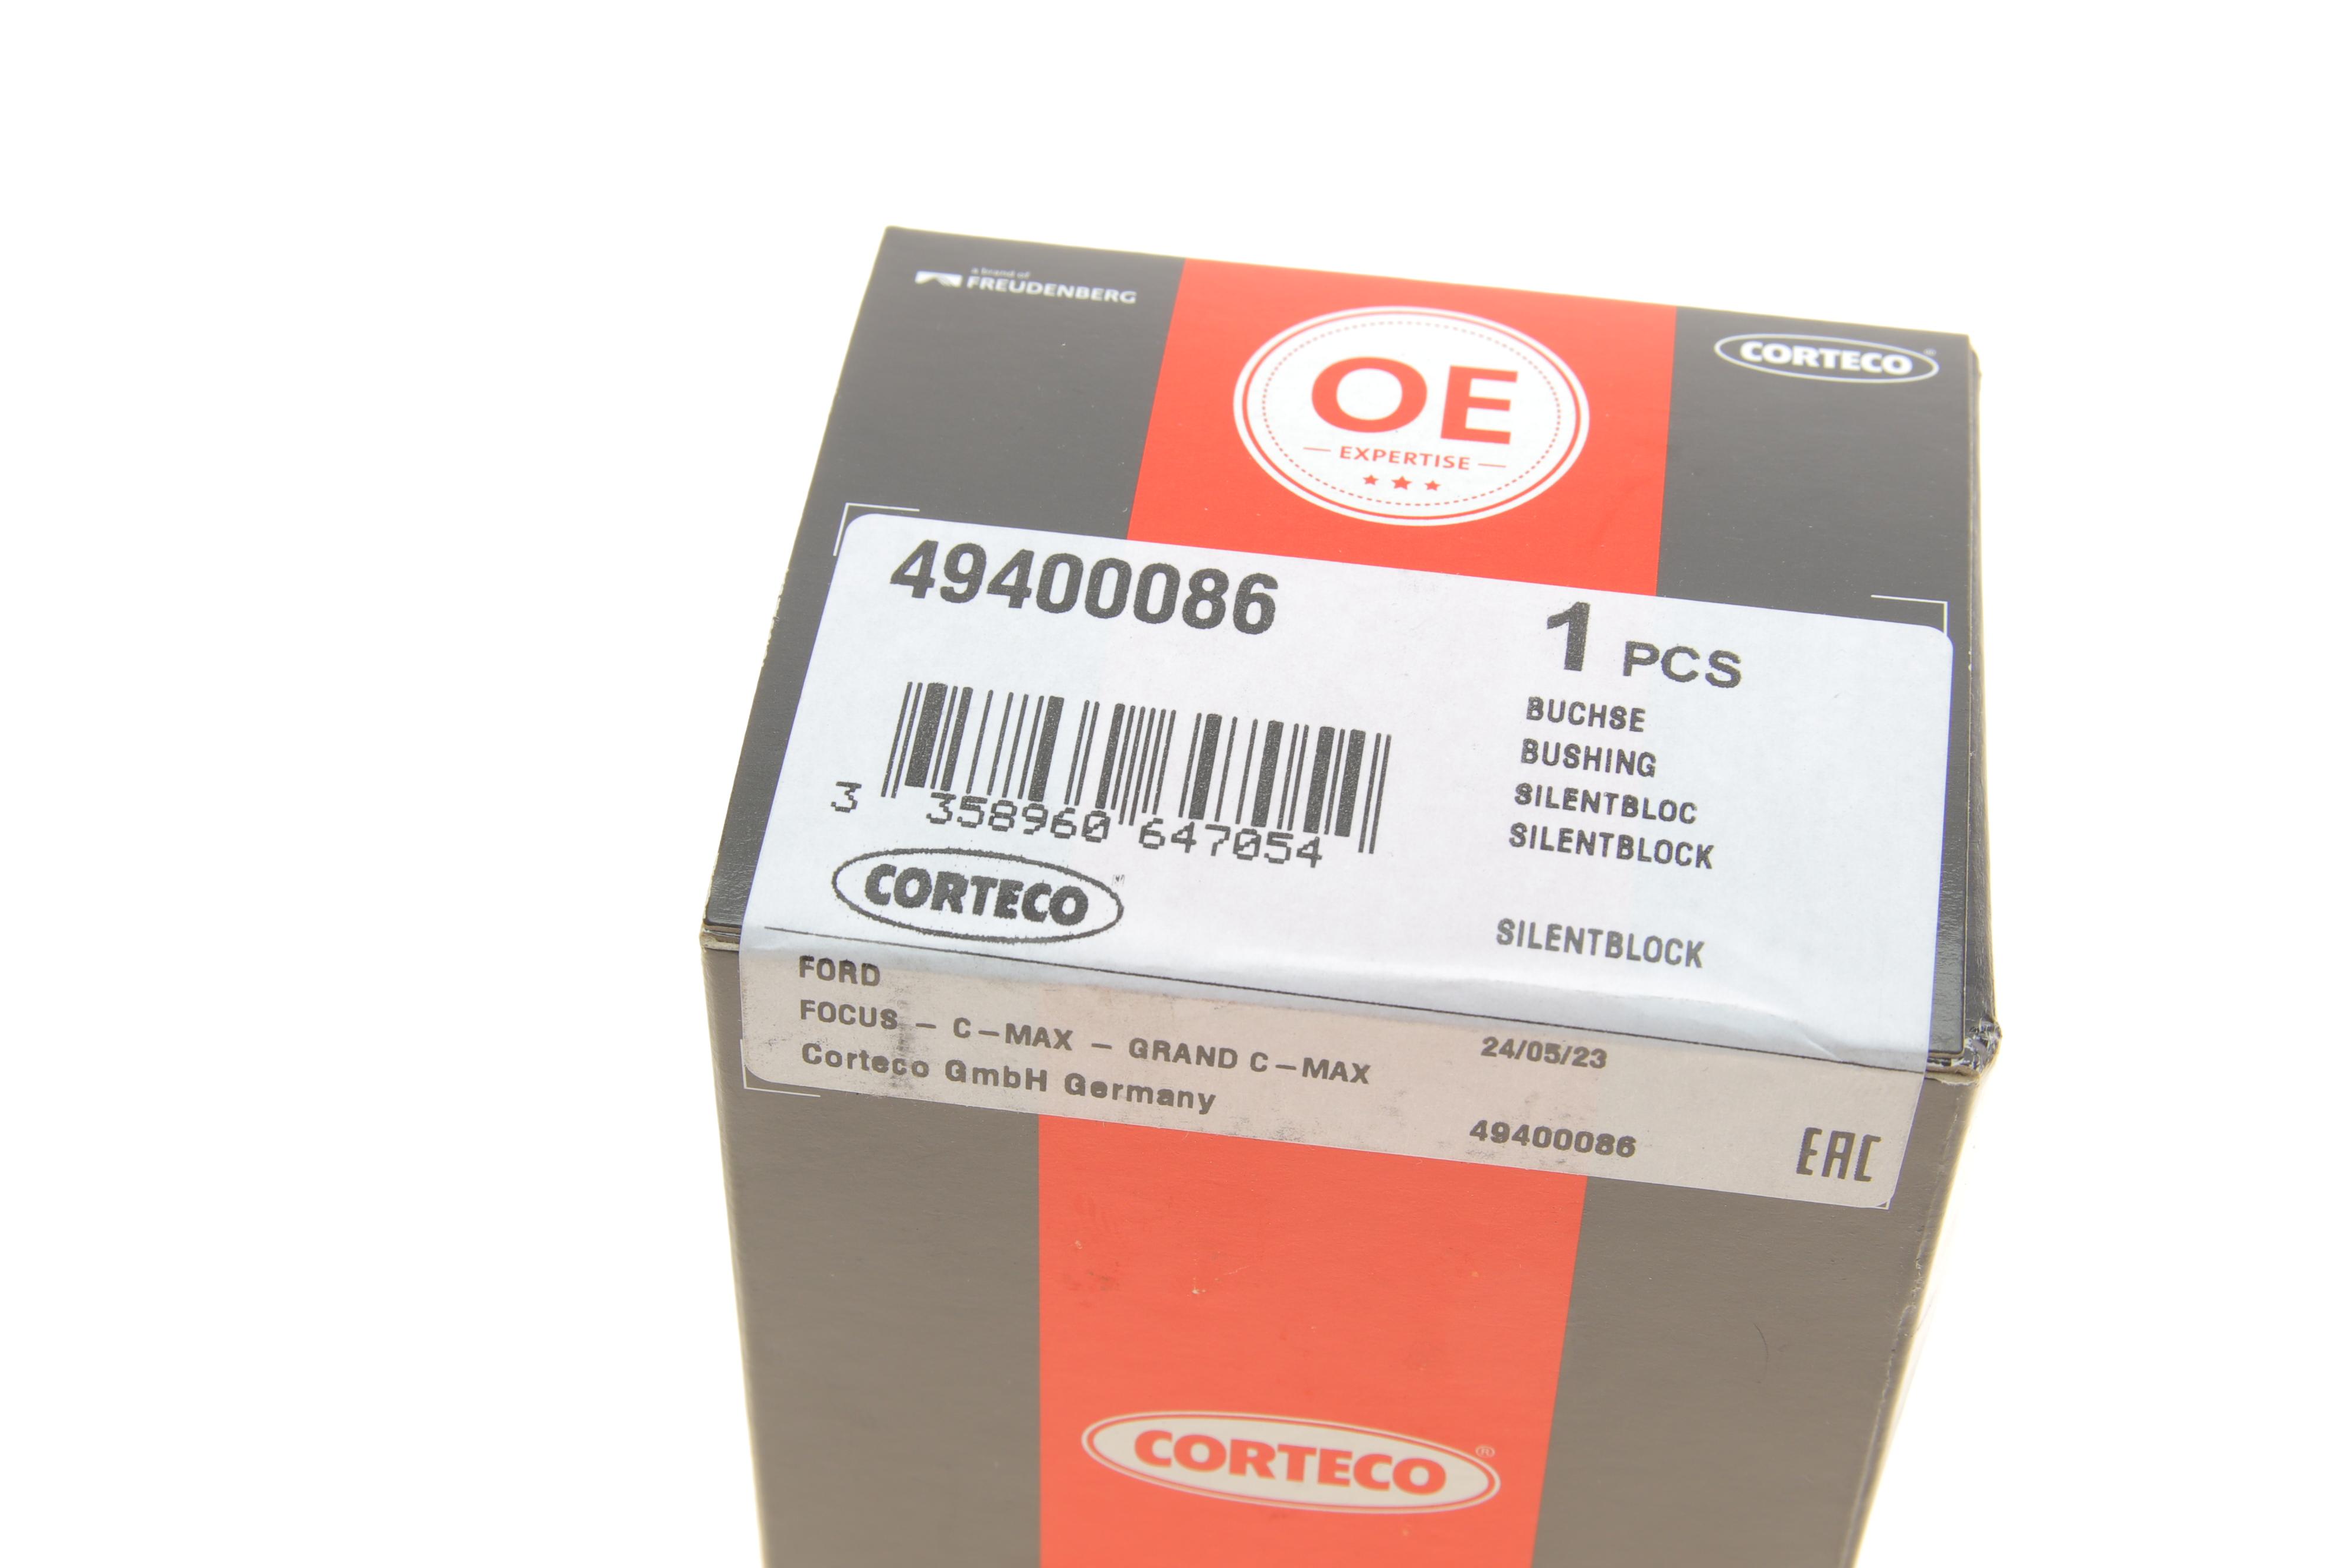 a brand of
FREUDENBERG
OE
EXPERTISE
CORTECO
49400086
1 PCS
BUCHSE
BUSHING
SILENTBLOC
SILENTBLOCK
3 358960 647054
CORTECO
SILENTBLOCK
FORD
FOCUS - C-MAX - GRAND C-MAX
24/05/23
Corteco GmbH Germany
49400086
EAC
CORTECO®